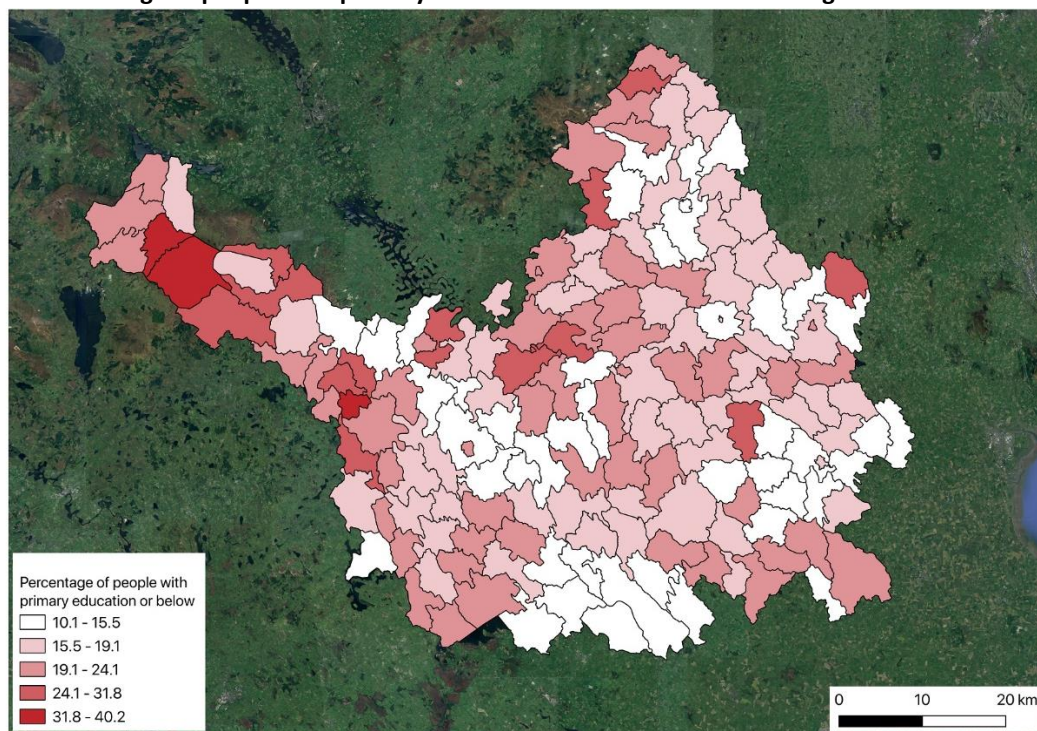 Percentage of people with
primary education or below
10.1 - 15.5
15.5 - 19.1
19.1 - 24.1
24.1 - 31.8
31.8 - 40.2
0 10 20 km